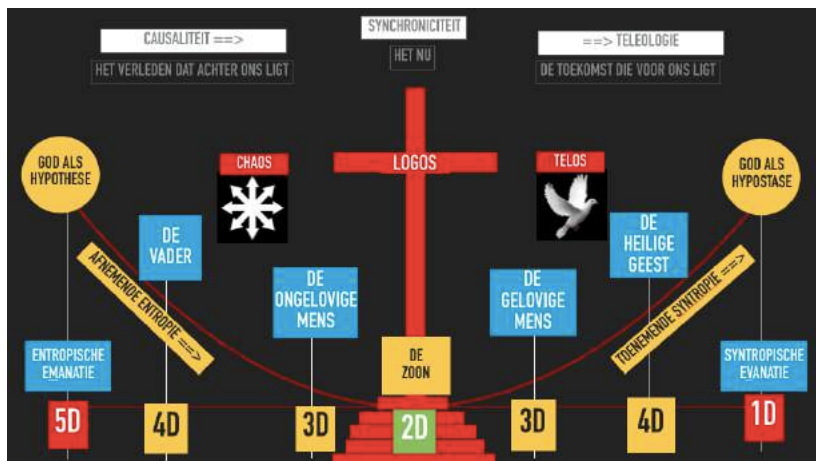 CAUSALITEIT ==>
SYNCHRONICITEIT
==> TELEOLOGIE
HET VERLEDEN DAT ACHTER ONS LIGT
HET NU
DE TOEKOMST DIE VOOR ONS LIGT
GOD ALS
HYPOTHESE
CHAOS
LOGOS
TELOS
GOD ALS
HYPOSTASE
DE
VADER
DE
HEILIGE
GEEST
AFNEMENDE ENTROPIE ==>
DE
ONGELOVIGE
MENS
DE
GELOVIGE
MENS
TOENEMENDE SYNTROPIE ==>
ENTROPISCHE
EMANATIE
DE
ZOON
SYNTROPISCHE
EVANATIE
5D
4D
3D
2D
3D
4D
1D